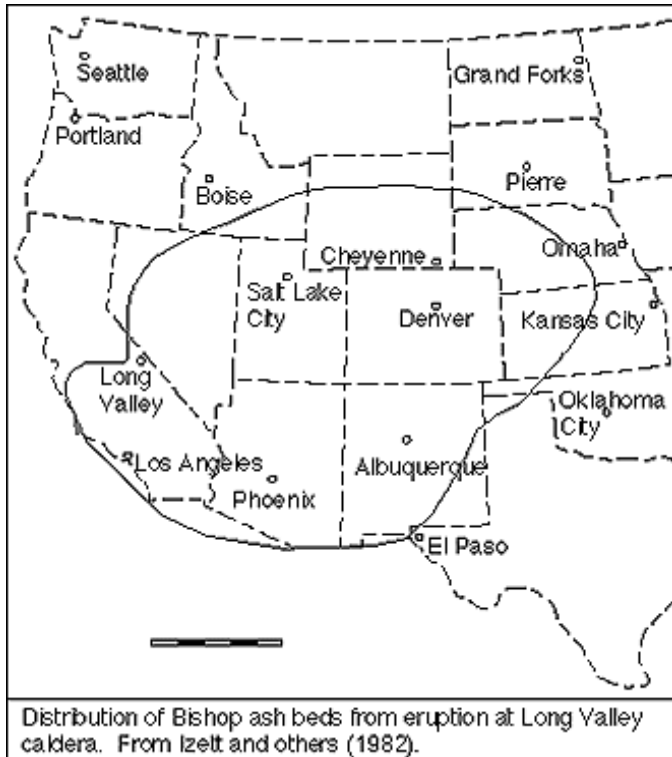 Seattle
Grand Forks
Portland
Boise
Pierre
Cheyenne
Omaha
Salt Lake
City
Denver
Kansas City
Long
Valley
Oklahoma
City
Los Angeles
Albuquerque
Phoenix
El Paso
Distribution of Bishop ash beds from eruption at Long Valley
caldera.  From Izett and others (1982).